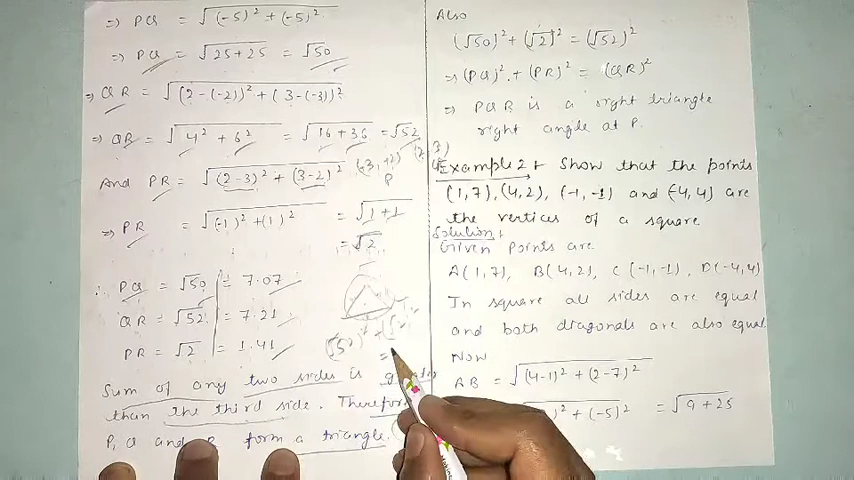 ⇒ PQ = √(-5)² + (-5)²
⇒ PQ = √25+25 = √50
⇒ QR = √(2-(-2))² + (3-(-3))²
⇒ QR = √4² + 6² = √16+36 = √52
And PR = √(2-3)² + (3-2)²
P
⇒ PR = √(-1)² + (1)² = √1+1
= √2
∴ PQ = √50 = 7.07
QR = √52 = 7.21
PR = √2 = 1.41
Sum of any two sides is
than the third side. Therefore
P, Q and R form a triangle.
Also
(√50)² + (√2)² = (√52)²
⇒ (PQ)² + (PR)² = (QR)²
⇒ PQR is a right triangle
right angle at P.
Example 2 + Show that the points
(1,7), (4,2), (-1,-1) and (-4,4) are
the vertices of a square
Solution +
Given points are
A(1,7), B(4,2), C(-1,-1), D(-4,4)
In square all sides are equal
and both diagonals are also equal
Now
AB = √(4-1)² + (2-7)²
)² + (-5)² = √9+25